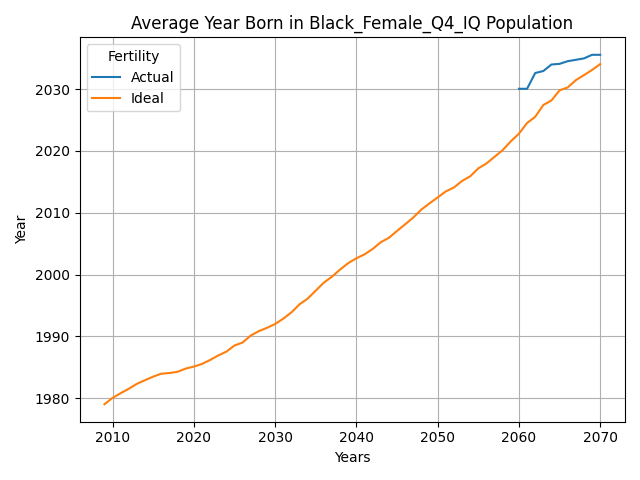 Average Year Born in Black_Female_Q4_IQ Population
Fertility
Actual
Ideal
Year
2030
2020
2010
2000
1990
1980
2010 2020 2030 2040 2050 2060 2070
Years